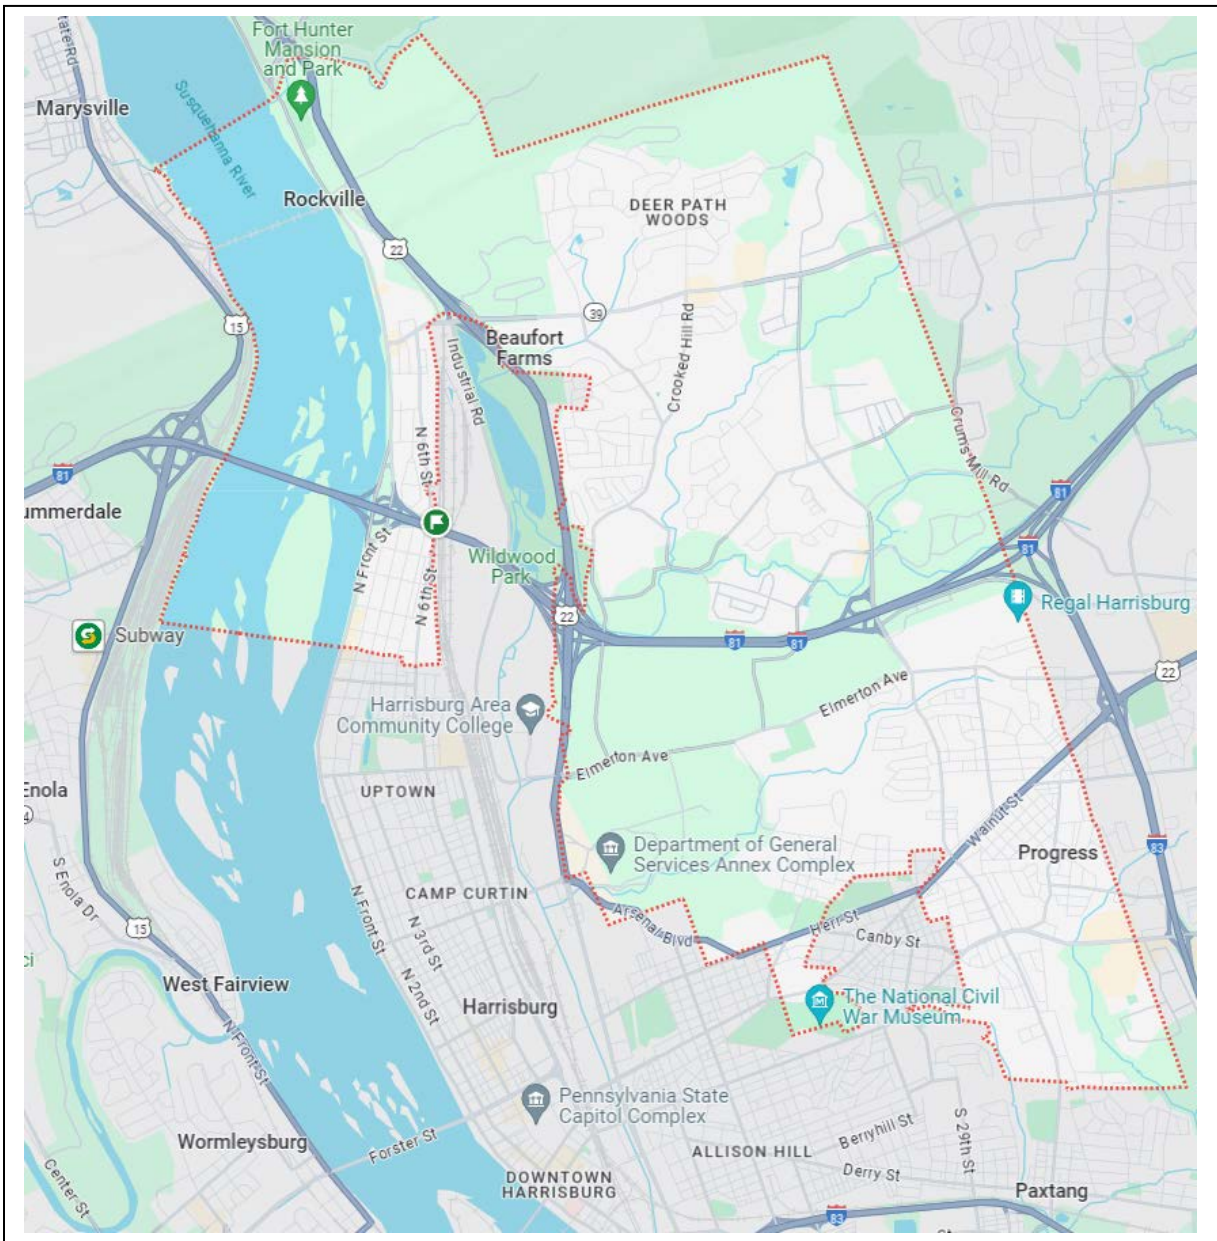 State Rd
Fort Hunter
Mansion
and Park
Marysville
Susquehanna
River
Rockville
DEER PATH
WOODS
22
39
15
Beaufort
Farms
Industrial Rd
Crooked Hill Rd
N 6th St
Crums Mill Rd
81
81
81
ummerdale
N Front St
Wildwood
Park
N 6th St
22
Regal Harrisburg
Subway
81
81
22
Harrisburg Area
Community College
Elmerton Ave
Elmerton Ave
Enola
UPTOWN
Walnut St
Department of General
Services Annex Complex
Progress
83
S Enola Dr
CAMP CURTIN
N Front St
N 3rd St
N 2nd St
Arsenal Blvd
Herr St
Canby St
15
ci
West Fairview
Harrisburg
The National Civil
War Museum
N Front St
Pennsylvania State
Capitol Complex
Wormleysburg
Forster St
Berryhill St
S 29th St
ALLISON HILL
Derry St
Center St
DOWNTOWN
HARRISBURG
Paxtang
83